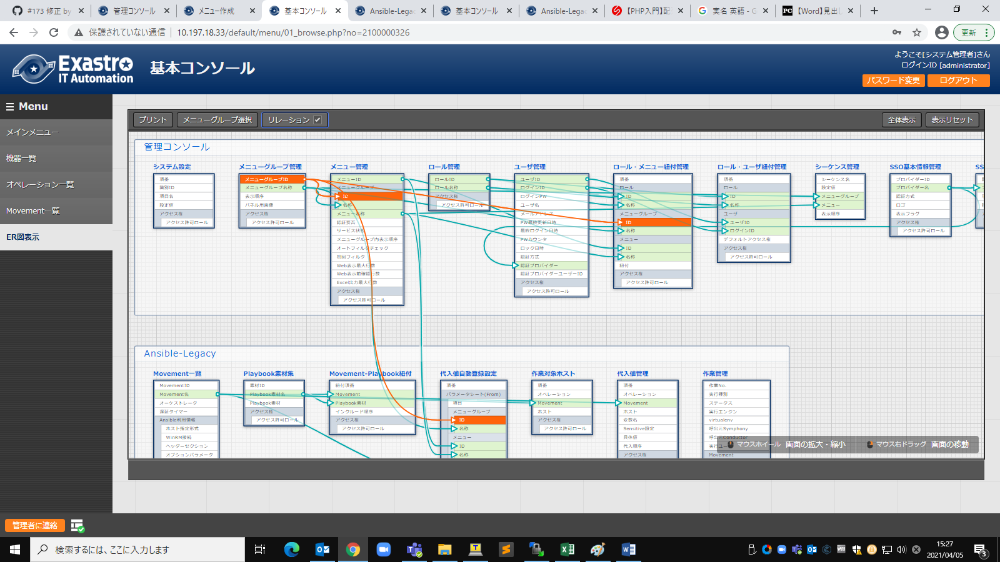 #173 修正 by
管理コンソール
メニュー作成
基本コンソール
Ansible-Legac
基本コンソール
Ansible-Legac
【PHP入門】配
実名 英語 - G
【Word】見出し
保護されていない通信
10.197.18.33/default/menu/01_browse.php?no=2100000326
更新
Exastro
IT Automation
基本コンソール
ようこそ[システム管理者]さん
ログインID [administrator]
パスワード変更
ログアウト
Menu
メインメニュー
機器一覧
オペレーション一覧
Movement一覧
ER図表示
プリント
メニューグループ選択
リレーション
全体表示
表示リセット
管理コンソール
システム設定
項番
識別ID
項目名
設定値
アクセス権
アクセス許可ロール
メニューグループ管理
メニューグループID
メニューグループ名称
表示順序
パネル用画像
アクセス権
アクセス許可ロール
メニュー管理
メニューID
メニューグループ
ID
名称
メニュー名称
認証要否
サービス状態
メニューグループ内表示順序
オートフィルタチェック
初回フィルタ
Web表示最大行数
Web表示前確認行数
Excel出力最大行数
アクセス権
アクセス許可ロール
ロール管理
ロールID
ロール名称
アクセス権
アクセス許可ロール
ユーザ管理
ユーザID
ログインID
ログインPW
ユーザ名
メールアドレス
PW最終更新日時
最終ログイン日時
PWカウンタ
ロック日時
認証方式
認証プロバイダー
認証プロバイダーユーザーID
アクセス権
アクセス許可ロール
ロール・メニュー紐付管理
項番
ロール
ID
名称
メニューグループ
ID
名称
メニュー
ID
名称
紐付
アクセス権
アクセス許可ロール
ロール・ユーザ紐付管理
項番
ロール
ID
名称
ユーザ
ユーザID
ログインID
デフォルトアクセス権
アクセス権
アクセス許可ロール
シーケンス管理
シーケンス名
設定値
メニューグループ
メニュー
表示順序
SSO基本情報管理
プロバイダーID
プロバイダー名
認証方式
ロゴ
表示フラグ
アクセス権
アクセス許可ロール
SS
Ansible-Legacy
Movement一覧
MovementID
Movement名
オーケストレータ
遅延タイマー
Ansible利用情報
ホスト指定形式
WinRM接続
ヘッダーセクション
オプションパラメータ
Playbook素材集
素材ID
Playbook素材名
Playbook素材
アクセス権
アクセス許可ロール
Movement-Playbook紐付
紐付項番
Movement
Playbook素材
インクルード順序
アクセス権
アクセス許可ロール
代入値自動登録設定
項番
パラメータシート(From)
項目
メニューグループ
ID
名称
メニュー
ID
名称
作業対象ホスト
項番
オペレーション
Movement
ホスト
アクセス権
アクセス許可ロール
代入値管理
項番
オペレーション
Movement
ホスト
変数名
Sensitive設定
具体値
代入順序
アクセス権
作業管理
作業No.
実行種別
ステータス
実行エンジン
virtualenv
呼出元Symphony
呼出元Conductor
実行ユーザ
Movement
マウスホイール 画面の拡大・縮小
マウス右ドラッグ 画面の移動
管理者に連絡
検索するには、ここに入力します
15:27
2021/04/05
3